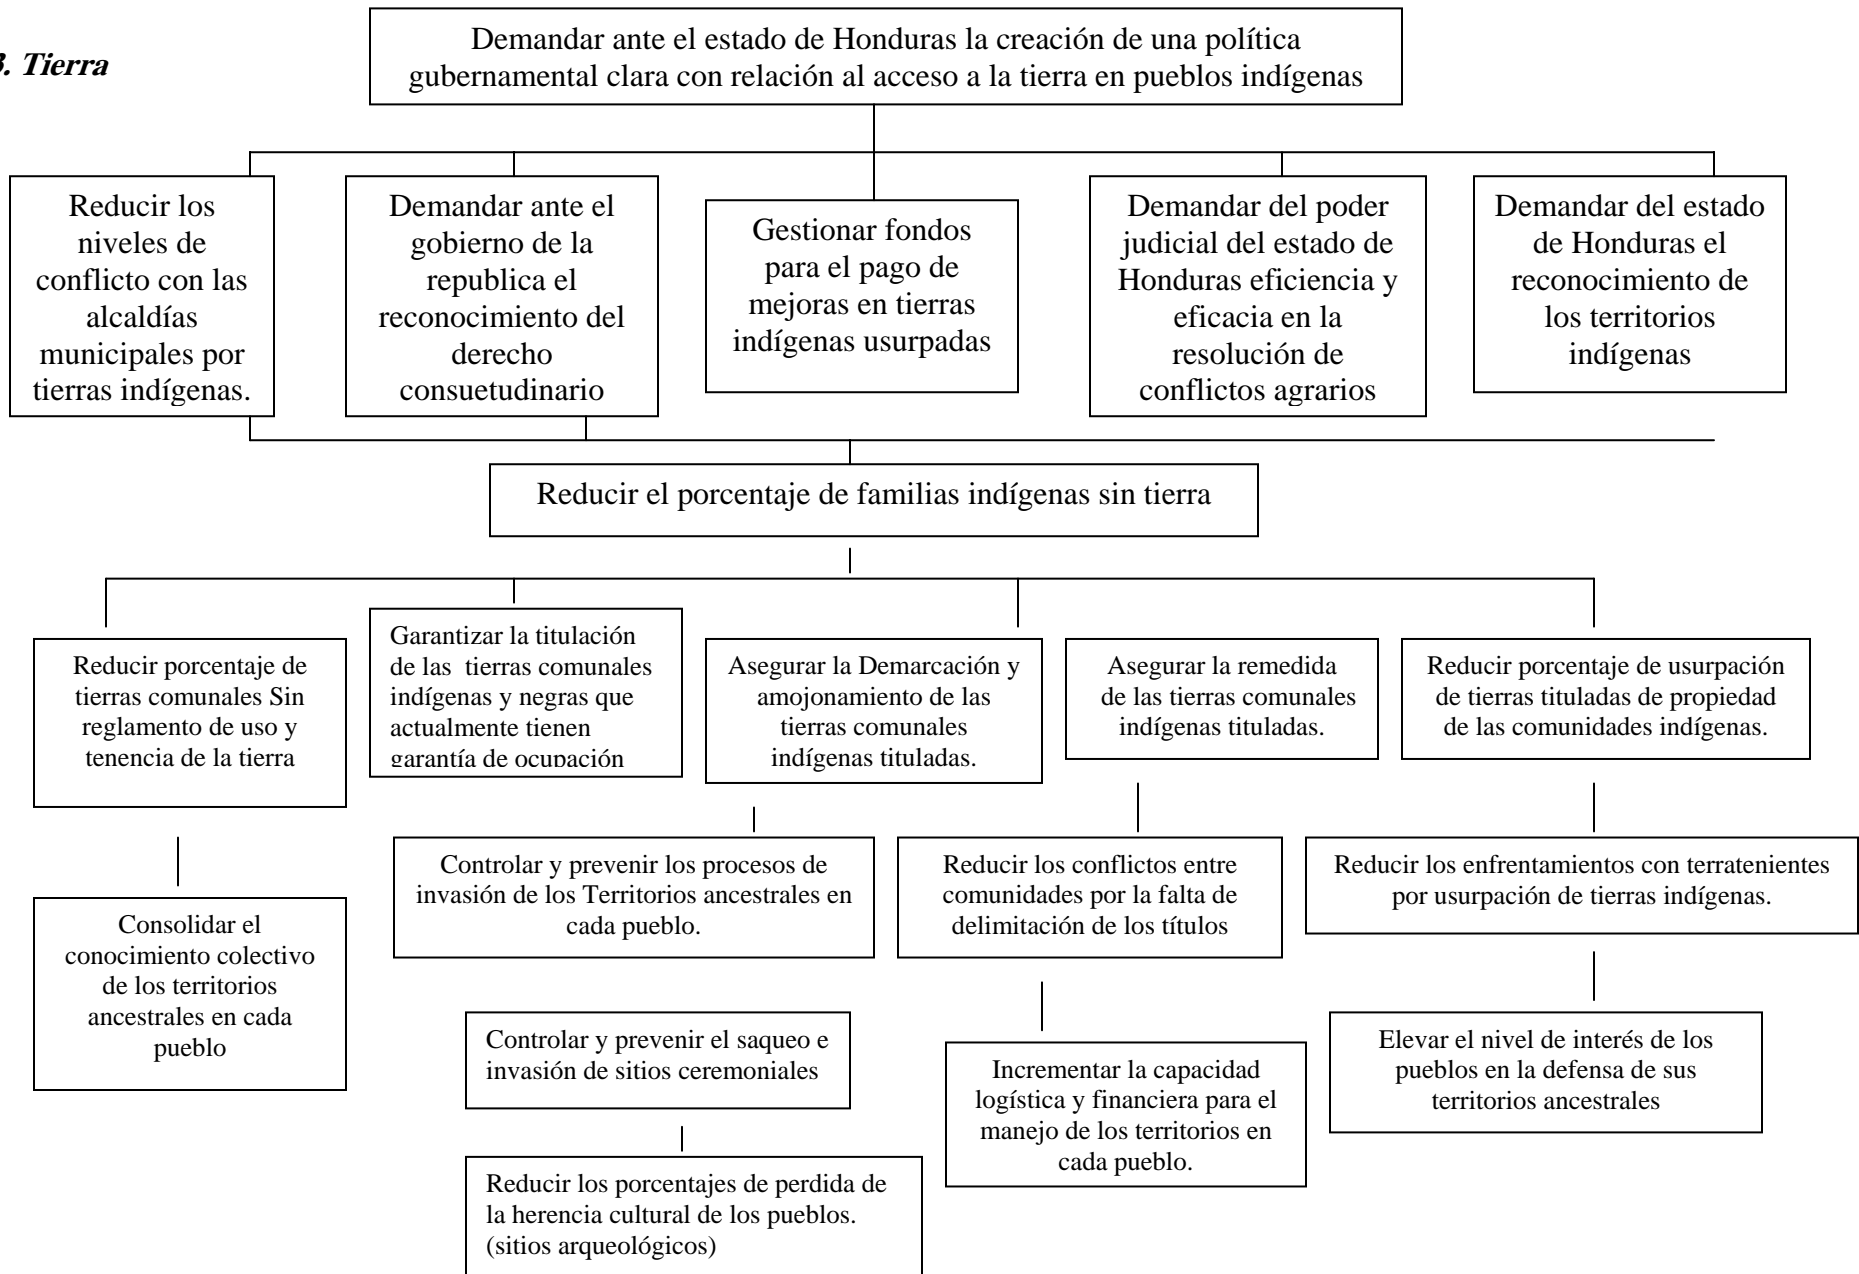 3. Tierra
Demandar ante el estado de Honduras la creación de una política
gubernamental clara con relación al acceso a la tierra en pueblos indígenas
Reducir los
niveles de
conflicto con las
alcaldías
municipales por
tierras indígenas.
Demandar ante el
gobierno de la
republica el
reconocimiento del
derecho
consuetudinario
Gestionar fondos
para el pago de
mejoras en tierras
indígenas usurpadas
Demandar del poder
judicial del estado de
Honduras eficiencia y
eficacia en la
resolución de
conflictos agrarios
Demandar del estado
de Honduras el
reconocimiento de
los territorios
indígenas
Reducir el porcentaje de familias indígenas sin tierra
Reducir porcentaje de
tierras comunales Sin
reglamento de uso y
tenencia de la tierra
Garantizar la titulación
de las tierras comunales
indígenas y negras que
actualmente tienen
garantía de ocupación
Asegurar la Demarcación y
amojonamiento de las
tierras comunales
indígenas tituladas.
Asegurar la remedida
de las tierras comunales
indígenas tituladas.
Reducir porcentaje de usurpación
de tierras tituladas de propiedad
de las comunidades indígenas.
Controlar y prevenir los procesos de
invasión de los Territorios ancestrales en
cada pueblo.
Reducir los conflictos entre
comunidades por la falta de
delimitación de los títulos
Reducir los enfrentamientos con terratenientes
por usurpación de tierras indígenas.
Consolidar el
conocimiento colectivo
de los territorios
ancestrales en cada
pueblo
Controlar y prevenir el saqueo e
invasión de sitios ceremoniales
Incrementar la capacidad
logística y financiera para el
manejo de los territorios en
cada pueblo.
Elevar el nivel de interés de los
pueblos en la defensa de sus
territorios ancestrales
Reducir los porcentajes de perdida de
la herencia cultural de los pueblos.
(sitios arqueológicos)